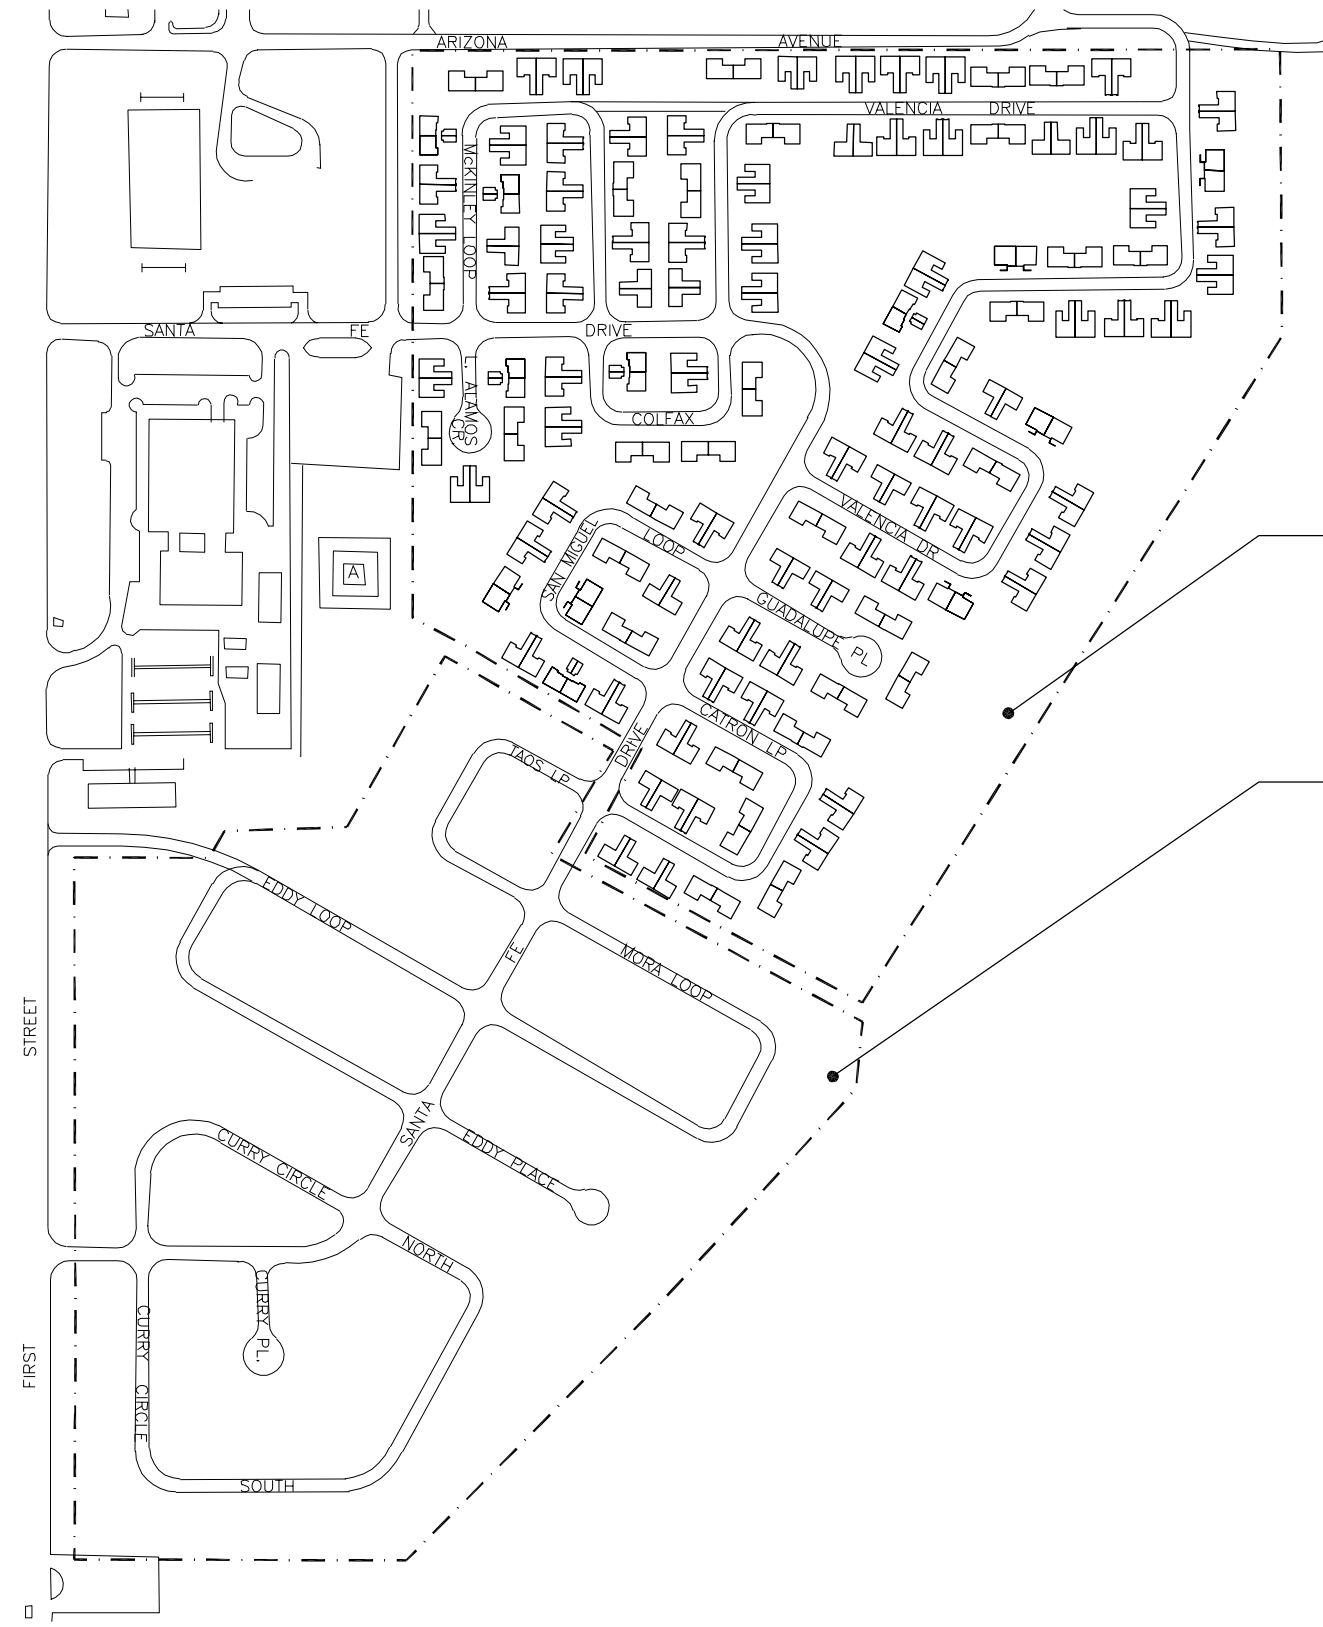 ARIZONA AVENUE
VALENCIA DRIVE
McKINLEY LOOP
SANTA FE DRIVE
L. ALAMOS
CR
COLFAX
VALENCIA DR
SAN MIGUEL LOOP
A
GUADALUPE PL
CATRON LP
DRIVE
TAOS LP
EDDY LOOP
FE
MORA LOOP
STREET
SANTA
CURRY CIRCLE
EDDY PLACE
NORTH
CURRY PL.
CURRY CIRCLE
FIRST
SOUTH